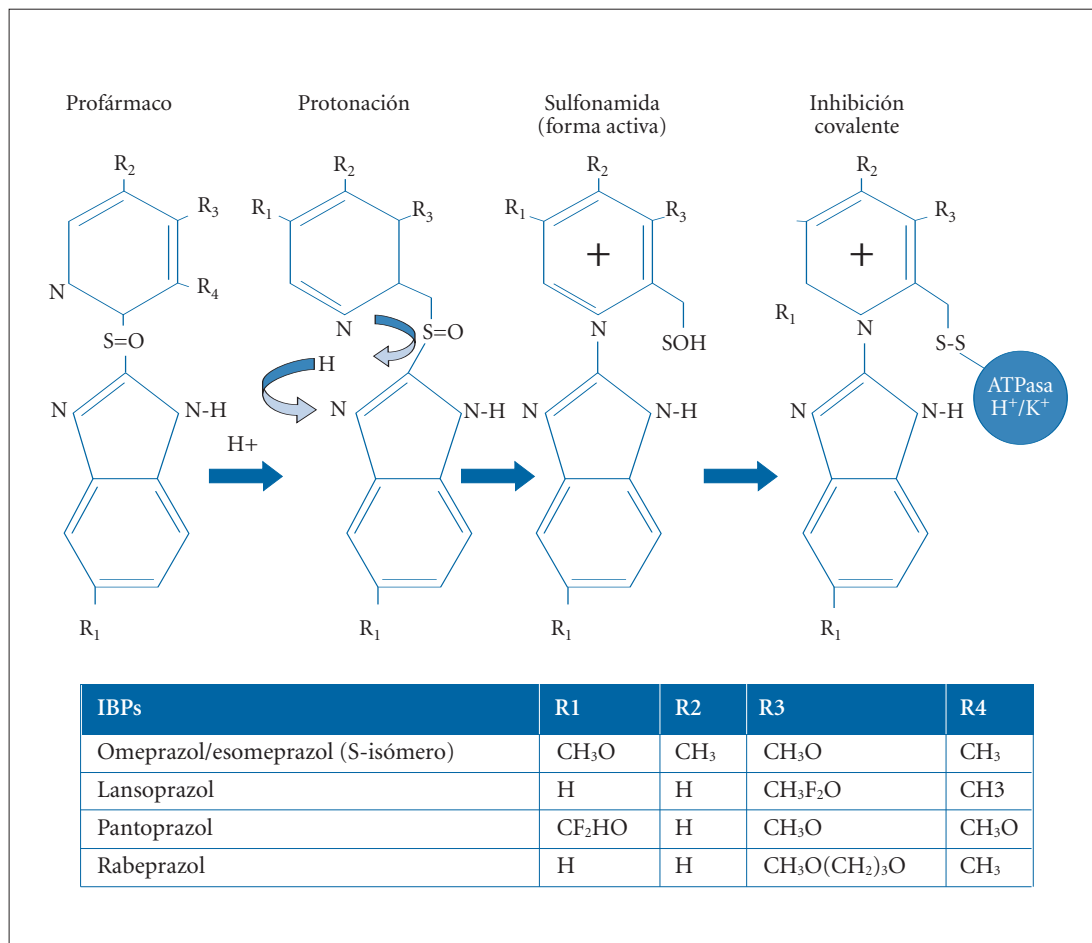 Profármaco
Protonación
Sulfonamida
(forma activa)
Inhibición
covalente
R₂
R₃
R₄
N
S=O
N
N-H
R₁
H+
R₂
R₁
R₃
N
S=O
H
N
N-H
R₁
R₂
R₁
R₃
+
N
SOH
N
N-H
R₁
R₂
R₃
+
R₁
N
S-S
ATPasa
H⁺/K⁺
N
N-H
R₁
IBPs R1 R2 R3 R4
Omeprazol/esomeprazol (S-isómero) CH₃O CH₃ CH₃O CH₃
Lansoprazol H H CH₃F₂O CH3
Pantoprazol CF₂HO H CH₃O CH₃O
Rabeprazol H H CH₃O(CH₂)₃O CH₃